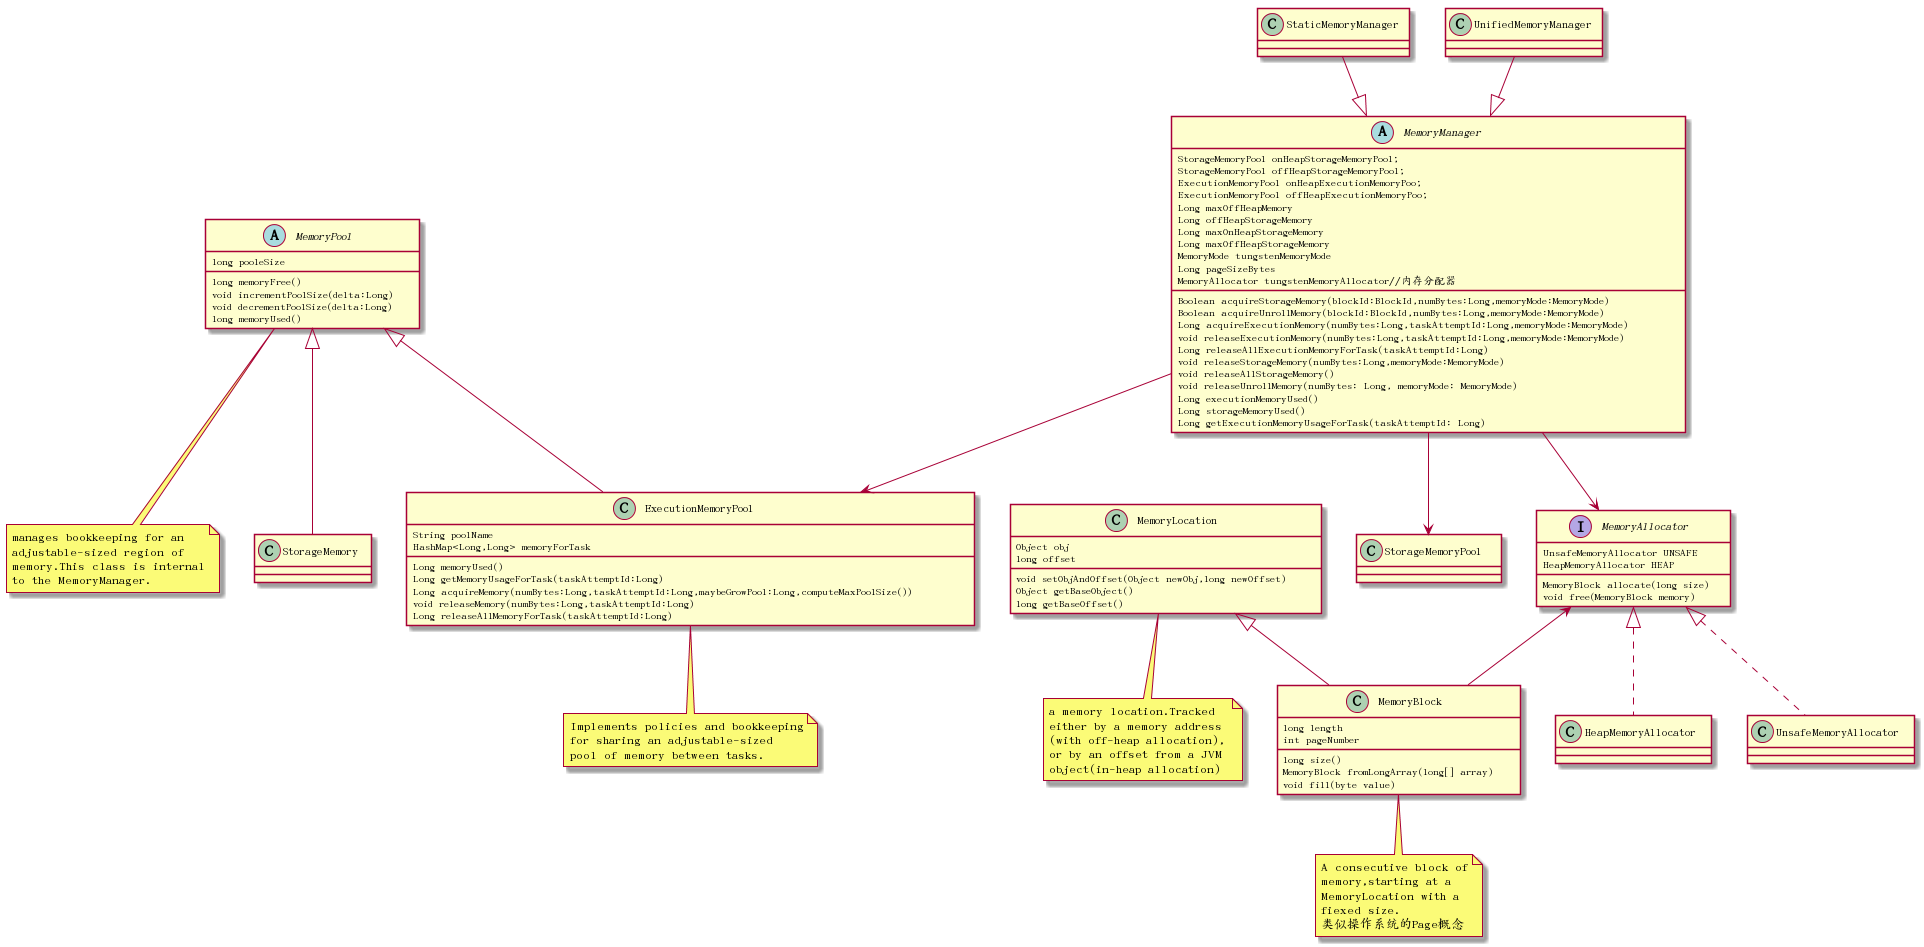 C StaticMemoryManager
C UnifiedMemoryManager
A MemoryManager
StorageMemoryPool onHeapStorageMemoryPool;
StorageMemoryPool offHeapStorageMemoryPool;
ExecutionMemoryPool onHeapExecutionMemoryPoo;
ExecutionMemoryPool offHeapExecutionMemoryPoo;
Long maxOffHeapMemory
Long offHeapStorageMemory
Long maxOnHeapStorageMemory
Long maxOffHeapStorageMemory
MemoryMode tungstenMemoryMode
Long pageSizeBytes
MemoryAllocator tungstenMemoryAllocator//内存分配器
Boolean acquireStorageMemory(blockId:BlockId,numBytes:Long,memoryMode:MemoryMode)
Boolean acquireUnrollMemory(blockId:BlockId,numBytes:Long,memoryMode:MemoryMode)
Long acquireExecutionMemory(numBytes:Long,taskAttemptId:Long,memoryMode:MemoryMode)
void releaseExecutionMemory(numBytes:Long,taskAttemptId:Long,memoryMode:MemoryMode)
Long releaseAllExecutionMemoryForTask(taskAttemptId:Long)
void releaseStorageMemory(numBytes:Long,memoryMode:MemoryMode)
void releaseAllStorageMemory()
void releaseUnrollMemory(numBytes: Long, memoryMode: MemoryMode)
Long executionMemoryUsed()
Long storageMemoryUsed()
Long getExecutionMemoryUsageForTask(taskAttemptId: Long)
A MemoryPool
long pooleSize
long memoryFree()
void incrementPoolSize(delta:Long)
void decrementPoolSize(delta:Long)
long memoryUsed()
manages bookkeeping for an
adjustable-sized region of
memory.This class is internal
to the MemoryManager.
C StorageMemory
C ExecutionMemoryPool
String poolName
HashMap<Long,Long> memoryForTask
Long memoryUsed()
Long getMemoryUsageForTask(taskAttemptId:Long)
Long acquireMemory(numBytes:Long,taskAttemptId:Long,maybeGrowPool:Long,computeMaxPoolSize())
void releaseMemory(numBytes:Long,taskAttemptId:Long)
Long releaseAllMemoryForTask(taskAttemptId:Long)
C MemoryLocation
Object obj
long offset
void setObjAndOffset(Object newObj,long newOffset)
Object getBaseObject()
long getBaseOffset()
C StorageMemoryPool
I MemoryAllocator
UnsafeMemoryAllocator UNSAFE
HeapMemoryAllocator HEAP
MemoryBlock allocate(long size)
void free(MemoryBlock memory)
Implements policies and bookkeeping
for sharing an adjustable-sized
pool of memory between tasks.
a memory location.Tracked
either by a memory address
(with off-heap allocation),
or by an offset from a JVM
object(in-heap allocation)
C MemoryBlock
long length
int pageNumber
long size()
MemoryBlock fromLongArray(long[] array)
void fill(byte value)
C HeapMemoryAllocator
C UnsafeMemoryAllocator
A consecutive block of
memory,starting at a
MemoryLocation with a
fiexed size.
类似操作系统的Page概念